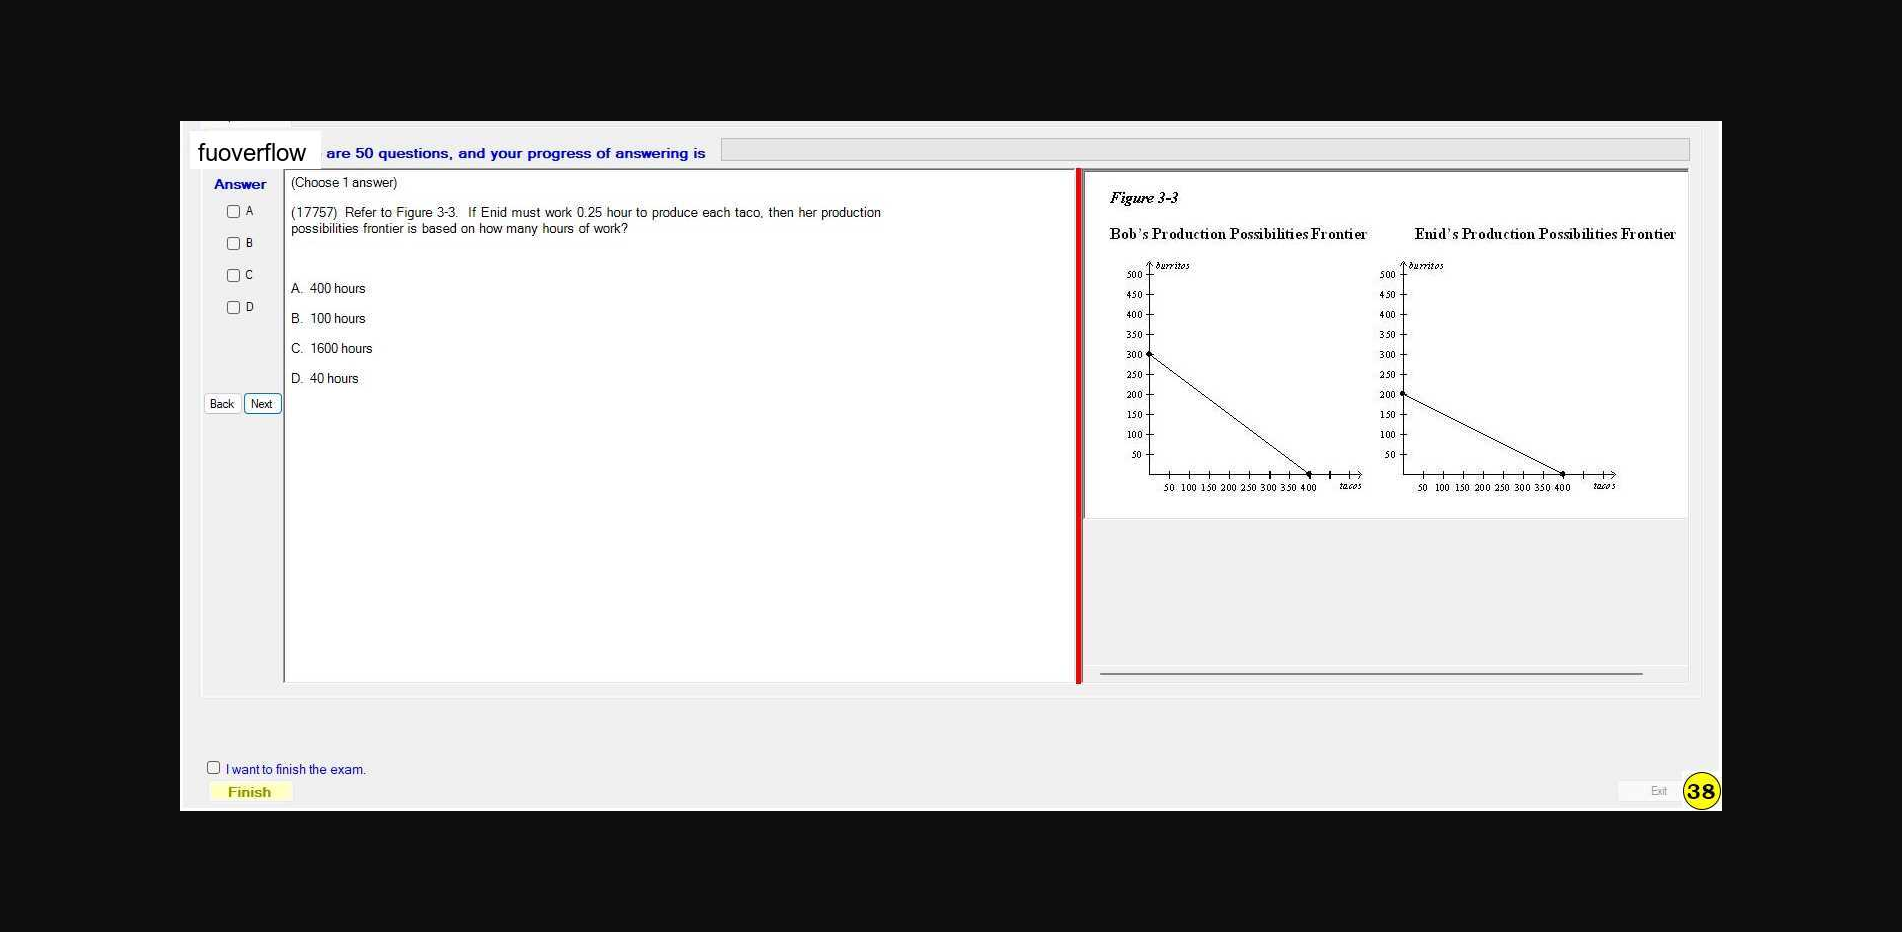 fuoverflow are 50 questions, and your progress of answering is
Answer
A
B
C
D
Back Next
(Choose 1 answer)
(17757) Refer to Figure 3-3. If Enid must work 0.25 hour to produce each taco, then her production
possibilities frontier is based on how many hours of work?
A. 400 hours
B. 100 hours
C. 1600 hours
D. 40 hours
Figure 3-3
Bob's Production Possibilities Frontier
burritos
500
450
400
350
300
250
200
150
100
50
50 100 150 200 250 300 350 400 tacos
Enid's Production Possibilities Frontier
burritos
500
450
400
350
300
250
200
150
100
50
50 100 150 200 250 300 350 400 tacos
I want to finish the exam.
Finish
Exit
38